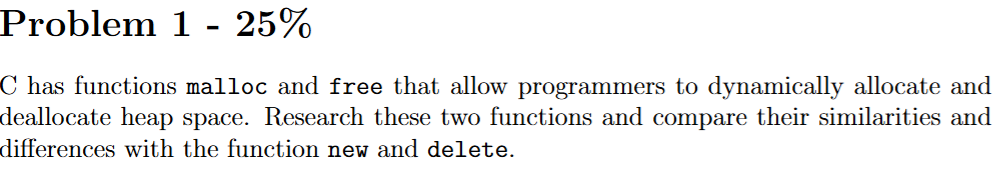 Problem 1 - 25%
C has functions malloc and free that allow programmers to dynamically allocate and
deallocate heap space. Research these two functions and compare their similarities and
differences with the function new and delete.